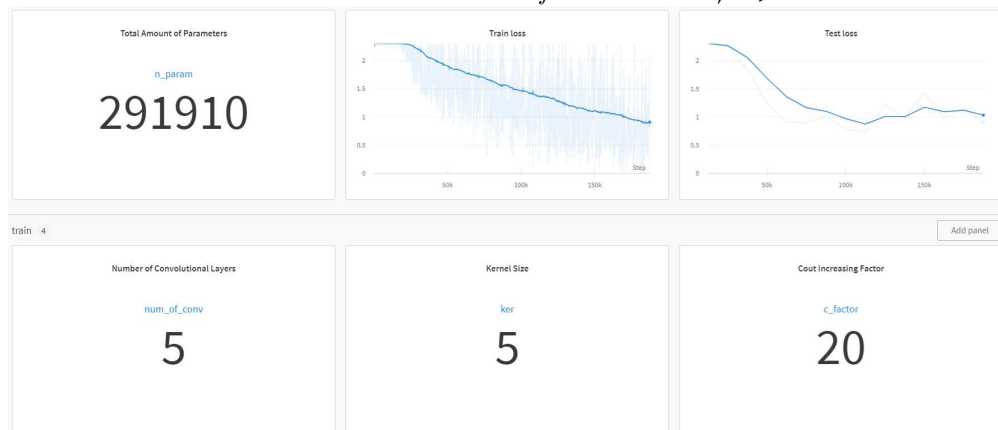 Total Amount of Parameters
n_param
291910
Train loss
2
1.5
1
0.5
0
50k
100k
150k
Step
Test loss
2
1.5
1
0.5
0
50k
100k
150k
Step
train 4
Add panel
Number of Convolutional Layers
num_of_conv
5
Kernel Size
ker
5
Cout Increasing Factor
c_factor
20